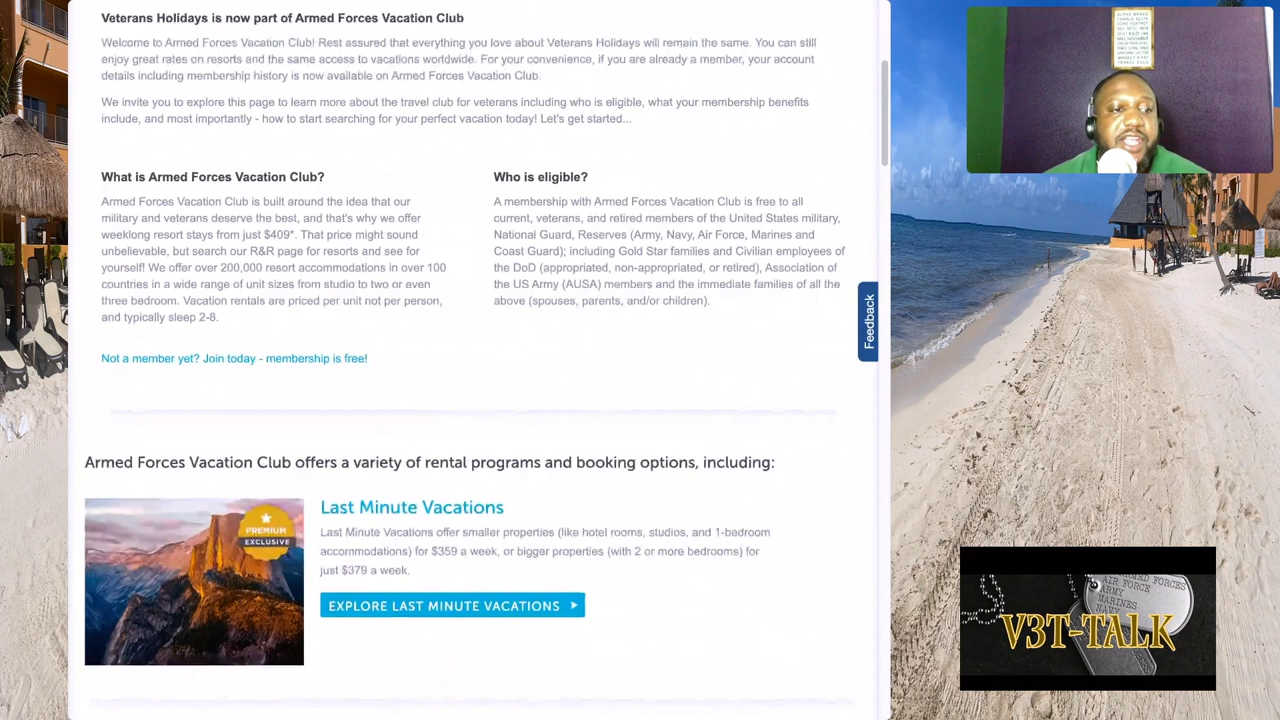 Veterans Holidays is now part of Armed Forces Vacation Club
Welcome to Armed Forces Vacation Club! Rest assured that everything you love about Veterans Holidays will remain the same. You can still
enjoy great rates on resorts and the same access to vacations worldwide. For your convenience, if you are already a member, your account
details including membership history is now available on Armed Forces Vacation Club.
We invite you to explore this page to learn more about the travel club for veterans including who is eligible, what your membership benefits
include, and most importantly - how to start searching for your perfect vacation today! Let's get started...
What is Armed Forces Vacation Club?
Armed Forces Vacation Club is built around the idea that our
military and veterans deserve the best, and that's why we offer
weeklong resort stays from just $409*. That price might sound
unbelievable, but search our R&R page for resorts and see for
yourself! We offer over 200,000 resort accommodations in over 100
countries in a wide range of unit sizes from studio to two or even
three bedroom. Vacation rentals are priced per unit not per person,
and typically sleep 2-8.
Not a member yet? Join today - membership is free!
Who is eligible?
A membership with Armed Forces Vacation Club is free to all
current, veterans, and retired members of the United States military,
National Guard, Reserves (Army, Navy, Air Force, Marines and
Coast Guard); including Gold Star families and Civilian employees of
the DoD (appropriated, non-appropriated, or retired), Association of
the US Army (AUSA) members and the immediate families of all the
above (spouses, parents, and/or children).
Feedback
Armed Forces Vacation Club offers a variety of rental programs and booking options, including:
PREMIUM
EXCLUSIVE
Last Minute Vacations
Last Minute Vacations offer smaller properties (like hotel rooms, studios, and 1-bedroom
accommodations) for $359 a week, or bigger properties (with 2 or more bedrooms) for
just $379 a week.
EXPLORE LAST MINUTE VACATIONS
ARMED FORCES
AIR FORCE
ARMY
MARINES
NAVY
V3T-TALK